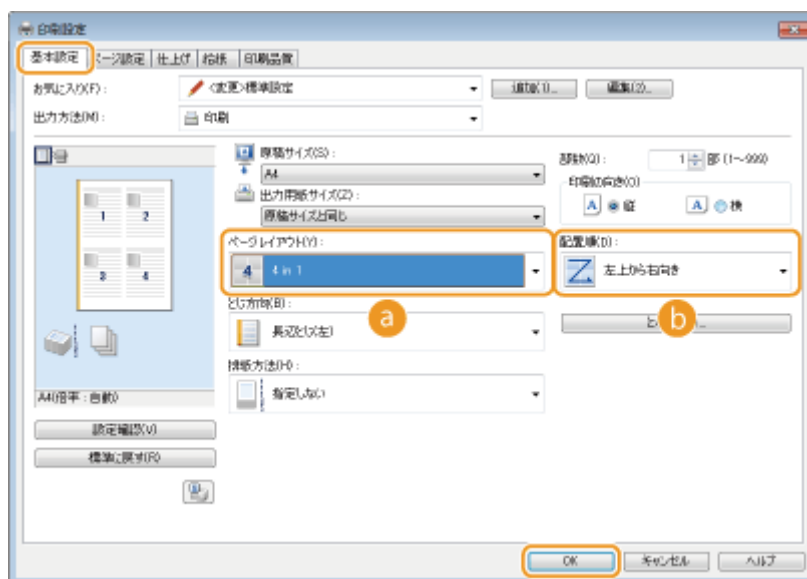 印刷設定
基本設定 ページ設定 仕上げ 給紙 印刷品質
お気に入り(F): <変更>標準設定 追加(1)... 編集(2)...
出力方法(M): 印刷
原稿サイズ(S):
A4
出力用紙サイズ(Z):
原稿サイズと同じ
部数(Q): 1 部 (1～999)
印刷の向き(O)
A 縦 A 横
1 2
3 4
ページレイアウト(Y):
4 4 in 1
配置順(D):
左上から右向き
a
b
とじ方向(B):
長辺とじ(左)
排紙方法(H):
指定しない
A4(倍率:自動)
設定確認(V)
標準に戻す(R)
OK キャンセル ヘルプ